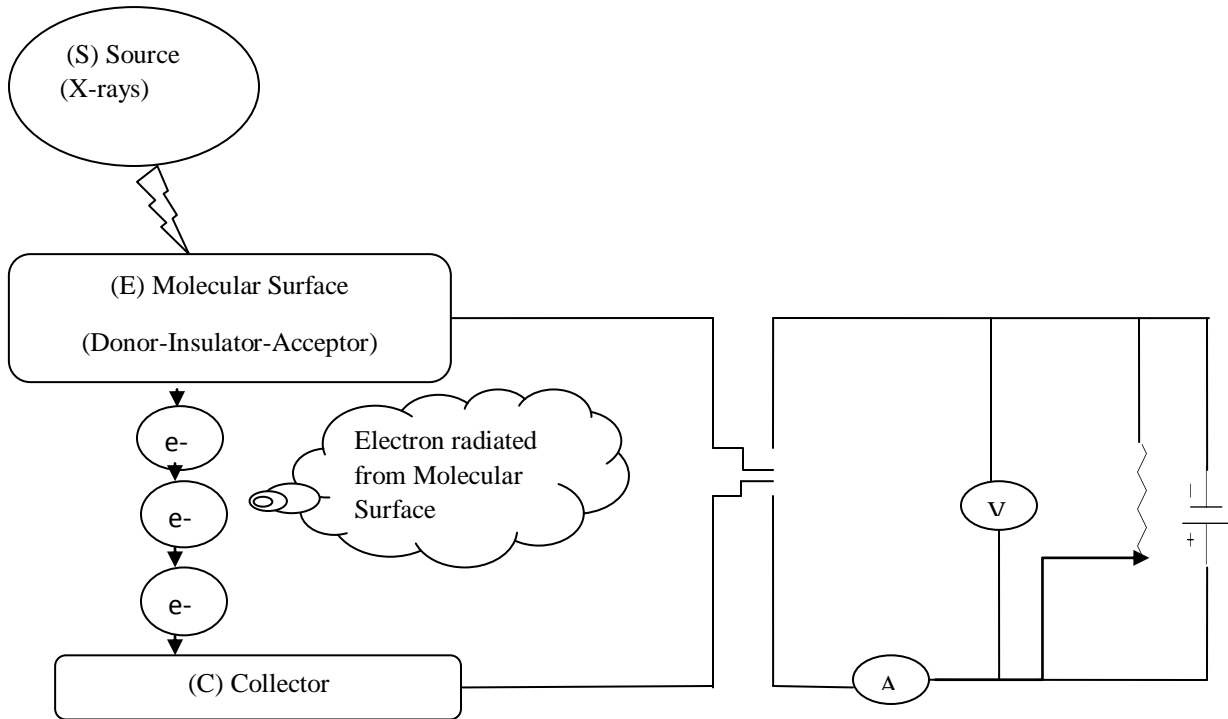 (S) Source
(X-rays)
(E) Molecular Surface
(Donor-Insulator-Acceptor)
e-
e-
e-
Electron radiated
from Molecular
Surface
(C) Collector
V
A
−
+